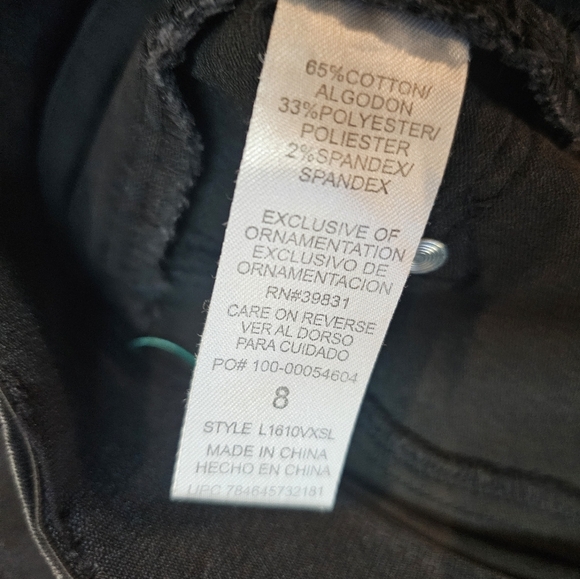 65%COTTON/
ALGODON
33%POLYESTER/
POLIESTER
2%SPANDEX/
SPANDEX
EXCLUSIVE OF
ORNAMENTATION
EXCLUSIVO DE
ORNAMENTACION
RN#39831
CARE ON REVERSE
VER AL DORSO
PARA CUIDADO
PO# 100-00054604
8
STYLE L1610VXSL
MADE IN CHINA
HECHO EN CHINA
UPC 784645732181